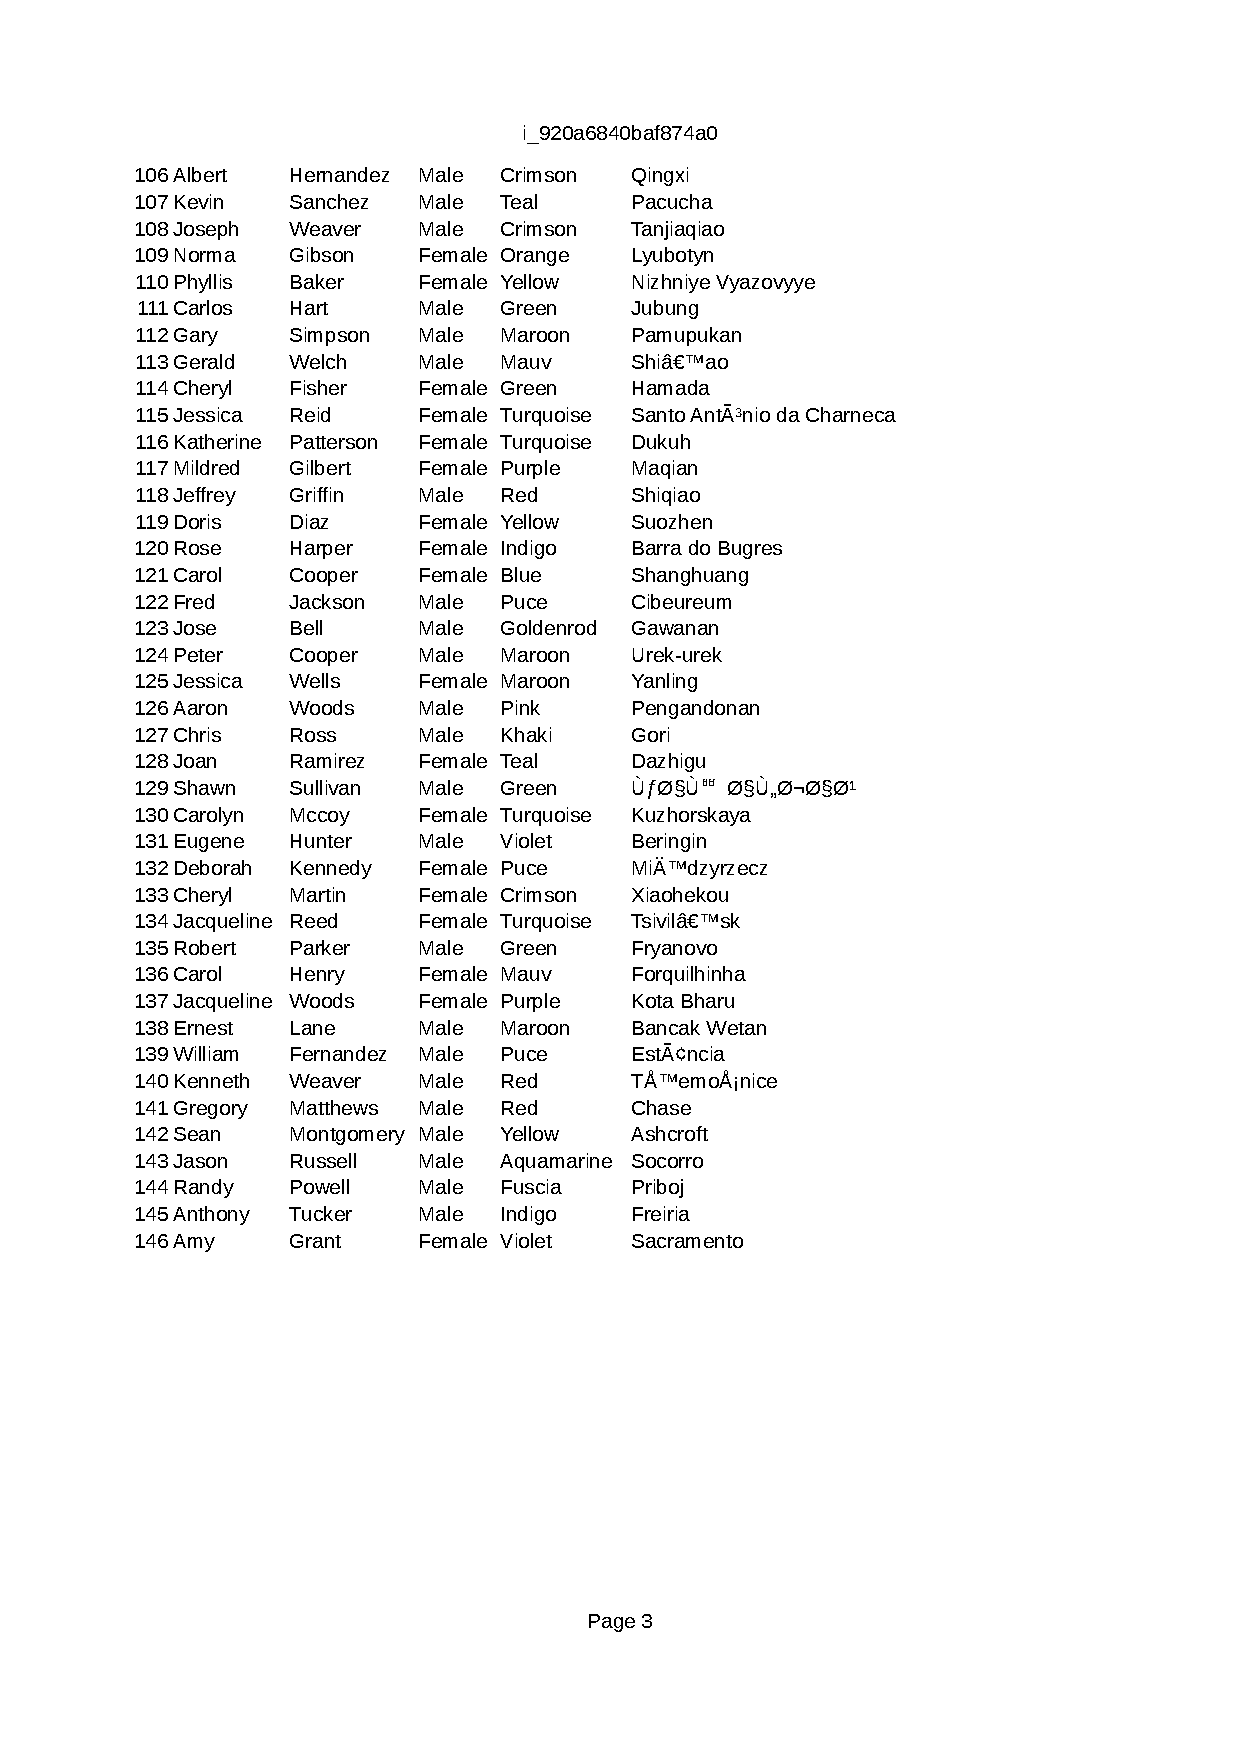 i_920a6840baf874a0
106 Albert Hernandez Male Crimson Qingxi
107 Kevin Sanchez Male Teal Pacucha
108 Joseph Weaver Male Crimson Tanjiaqiao
109 Norma Gibson Female Orange Lyubotyn
110 Phyllis Baker Female Yellow Nizhniye Vyazovyye
111 Carlos Hart Male Green Jubung
112 Gary Simpson Male Maroon Pamupukan
113 Gerald Welch Male Mauv Shiâ€™ao
114 Cheryl Fisher Female Green Hamada
115 Jessica Reid Female Turquoise Santo AntÃ³nio da Charneca
116 Katherine Patterson Female Turquoise Dukuh
117 Mildred Gilbert Female Purple Maqian
118 Jeffrey Griffin Male Red Shiqiao
119 Doris Diaz Female Yellow Suozhen
120 Rose Harper Female Indigo Barra do Bugres
121 Carol Cooper Female Blue Shanghuang
122 Fred Jackson Male Puce Cibeureum
123 Jose Bell Male Goldenrod Gawanan
124 Peter Cooper Male Maroon Urek-urek
125 Jessica Wells Female Maroon Yanling
126 Aaron Woods Male Pink Pengandonan
127 Chris Ross Male Khaki Gori
128 Joan Ramirez Female Teal Dazhigu
129 Shawn Sullivan Male Green
130 Carolyn Mccoy Female Turquoise Kuzhorskaya
131 Eugene Hunter Male Violet Beringin
132 Deborah Kennedy Female Puce MiÄ™dzyrzecz
133 Cheryl Martin Female Crimson Xiaohekou
134 Jacqueline Reed Female Turquoise Tsivilâ€™sk
135 Robert Parker Male Green Fryanovo
136 Carol Henry Female Mauv Forquilhinha
137 Jacqueline Woods Female Purple Kota Bharu
138 Ernest Lane Male Maroon Bancak Wetan
139 William Fernandez Male Puce EstÃ¢ncia
140 Kenneth Weaver Male Red TÅ™emoÅ¡nice
141 Gregory Matthews Male Red Chase
142 Sean Montgomery Male Yellow Ashcroft
143 Jason Russell Male Aquamarine Socorro
144 Randy Powell Male Fuscia Priboj
145 Anthony Tucker Male Indigo Freiria
146 Amy Grant Female Violet Sacramento
Page 3